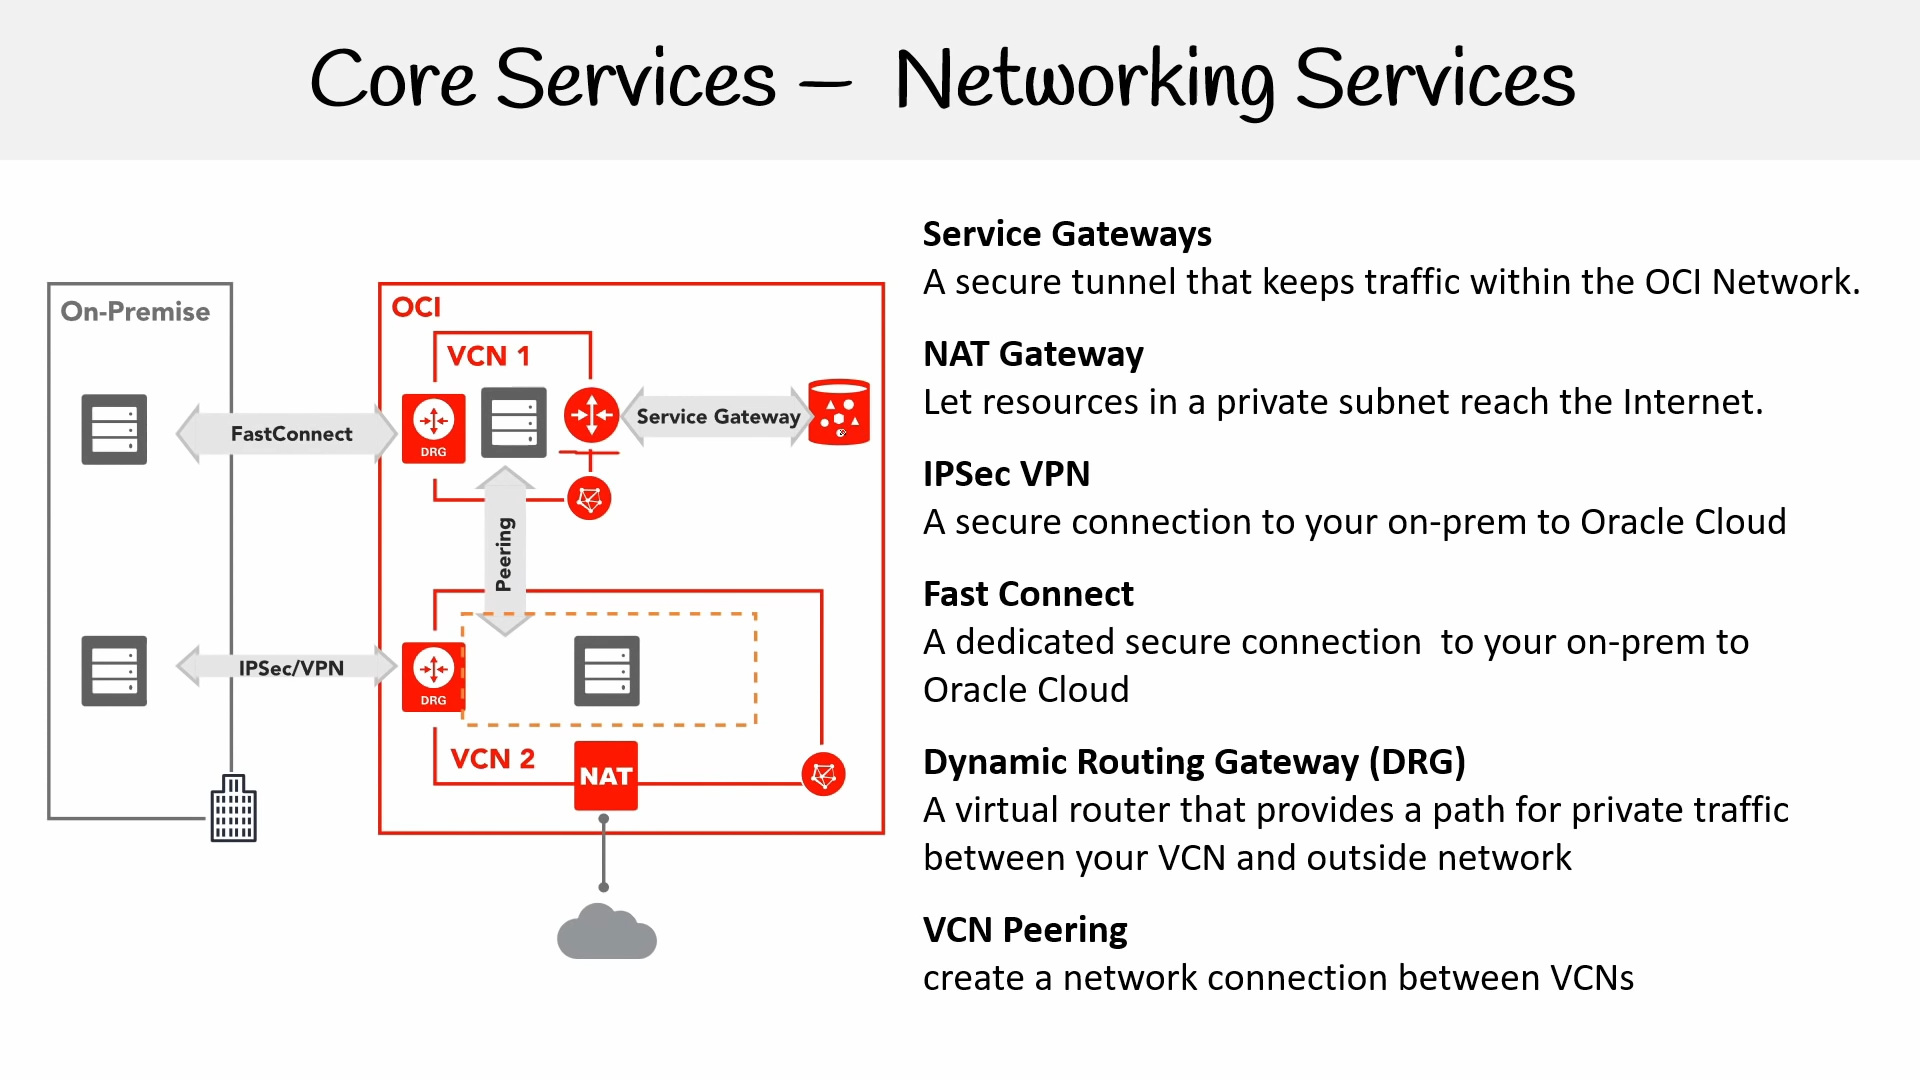 Core Services – Networking Services
On-Premise
FastConnect
IPSec/VPN
OCI
VCN 1
DRG
Service Gateway
Peering
DRG
VCN 2
NAT
Service Gateways
A secure tunnel that keeps traffic within the OCI Network.
NAT Gateway
Let resources in a private subnet reach the Internet.
IPSec VPN
A secure connection to your on-prem to Oracle Cloud
Fast Connect
A dedicated secure connection  to your on-prem to
Oracle Cloud
Dynamic Routing Gateway (DRG)
A virtual router that provides a path for private traffic
between your VCN and outside network
VCN Peering
create a network connection between VCNs